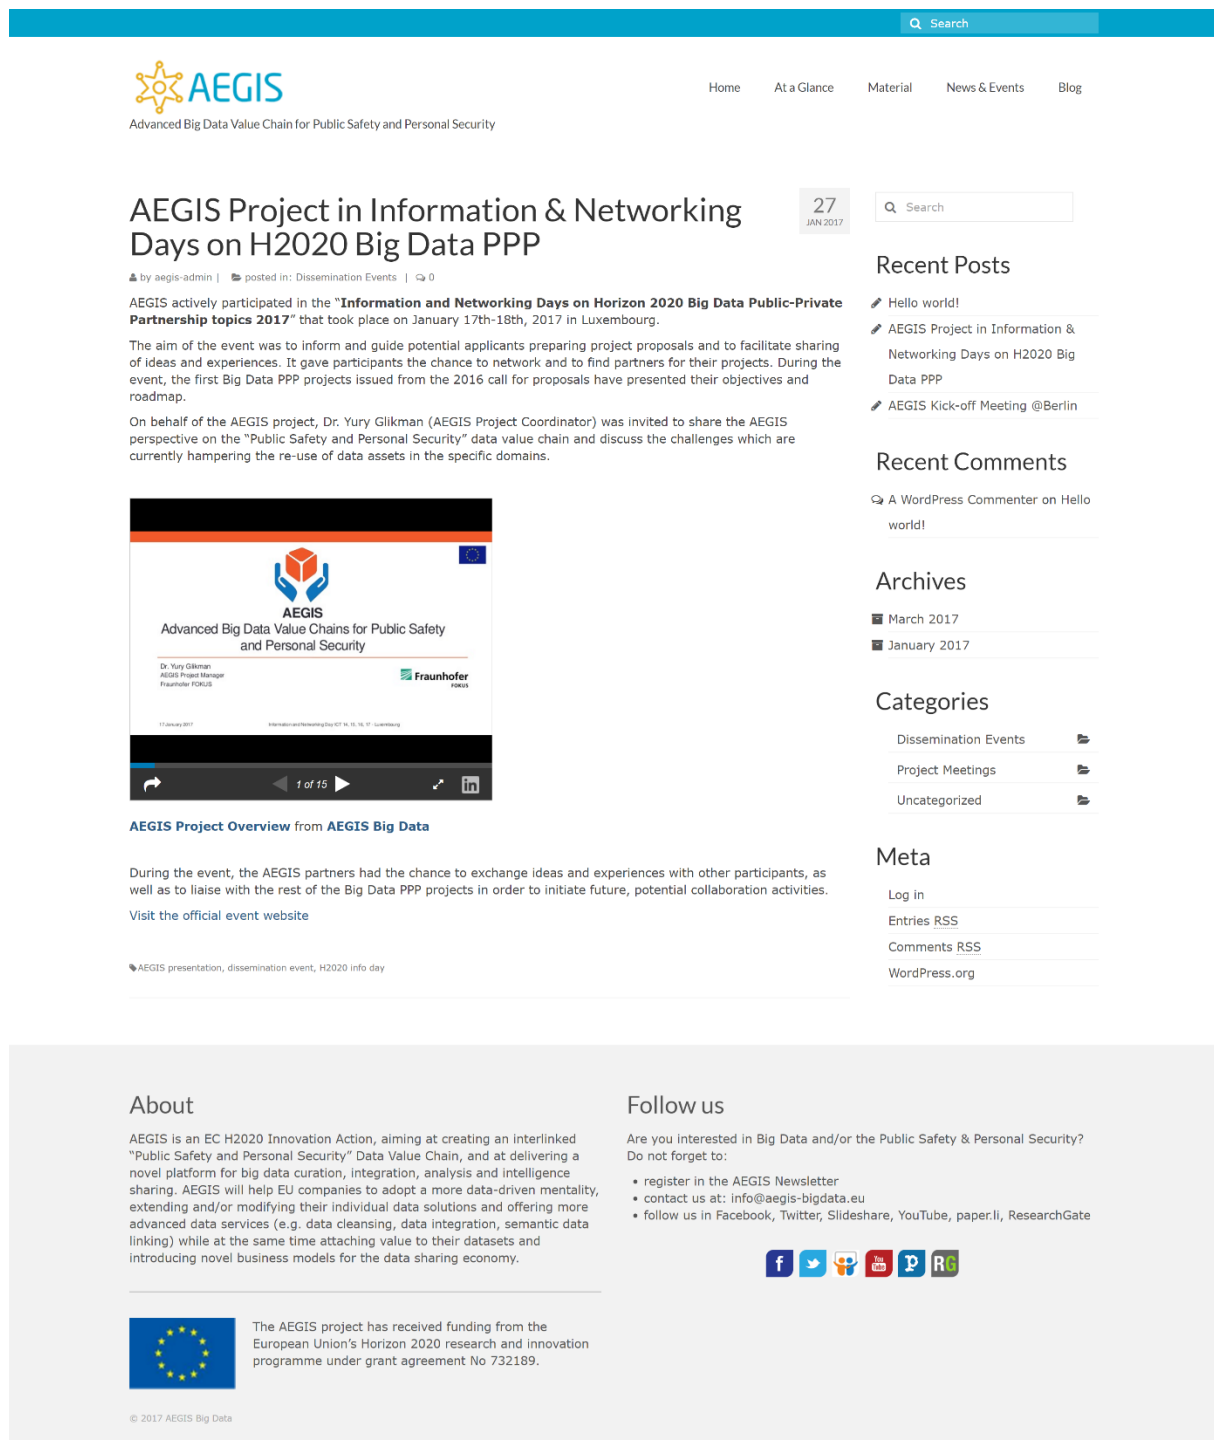 Search
AEGIS
Advanced Big Data Value Chain for Public Safety and Personal Security
Home At a Glance Material News & Events Blog
AEGIS Project in Information & Networking
Days on H2020 Big Data PPP
27
JAN 2017
by aegis-admin | posted in: Dissemination Events | 0
AEGIS actively participated in the “Information and Networking Days on Horizon 2020 Big Data Public-Private
Partnership topics 2017” that took place on January 17th-18th, 2017 in Luxembourg.
The aim of the event was to inform and guide potential applicants preparing project proposals and to facilitate sharing
of ideas and experiences. It gave participants the chance to network and to find partners for their projects. During the
event, the first Big Data PPP projects issued from the 2016 call for proposals have presented their objectives and
roadmap.
On behalf of the AEGIS project, Dr. Yury Glikman (AEGIS Project Coordinator) was invited to share the AEGIS
perspective on the “Public Safety and Personal Security” data value chain and discuss the challenges which are
currently hampering the re-use of data assets in the specific domains.
AEGIS
Advanced Big Data Value Chains for Public Safety
and Personal Security
Dr. Yury Glikman
AEGIS Project Manager
Fraunhofer FOKUS
Fraunhofer
FOKUS
17 January 2017
Information and Networking Day ICT 14, 15, 16, 17 - Luxembourg
1 of 15
in
AEGIS Project Overview from AEGIS Big Data
During the event, the AEGIS partners had the chance to exchange ideas and experiences with other participants, as
well as to liaise with the rest of the Big Data PPP projects in order to initiate future, potential collaboration activities.
Visit the official event website
AEGIS presentation, dissemination event, H2020 info day
Search
Recent Posts
Hello world!
AEGIS Project in Information &
Networking Days on H2020 Big
Data PPP
AEGIS Kick-off Meeting @Berlin
Recent Comments
A WordPress Commenter on Hello
world!
Archives
March 2017
January 2017
Categories
Dissemination Events
Project Meetings
Uncategorized
Meta
Log in
Entries RSS
Comments RSS
WordPress.org
About
AEGIS is an EC H2020 Innovation Action, aiming at creating an interlinked
“Public Safety and Personal Security” Data Value Chain, and at delivering a
novel platform for big data curation, integration, analysis and intelligence
sharing. AEGIS will help EU companies to adopt a more data-driven mentality,
extending and/or modifying their individual data solutions and offering more
advanced data services (e.g. data cleansing, data integration, semantic data
linking) while at the same time attaching value to their datasets and
introducing novel business models for the data sharing economy.
The AEGIS project has received funding from the
European Union’s Horizon 2020 research and innovation
programme under grant agreement No 732189.
Follow us
Are you interested in Big Data and/or the Public Safety & Personal Security?
Do not forget to:
• register in the AEGIS Newsletter
• contact us at: info@aegis-bigdata.eu
• follow us in Facebook, Twitter, Slideshare, YouTube, paper.li, ResearchGate
f You Tube p RG
© 2017 AEGIS Big Data